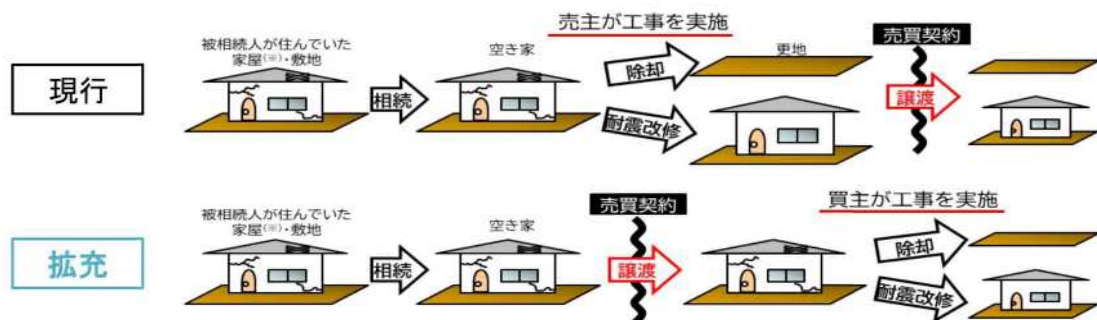 売主が工事を実施
被相続人が住んでいた
家屋(※)・敷地
空き家
更地
売買契約
現行
相続
除却
耐震改修
譲渡
買主が工事を実施
被相続人が住んでいた
家屋(※)・敷地
空き家
売買契約
拡充
相続
譲渡
除却
耐震改修